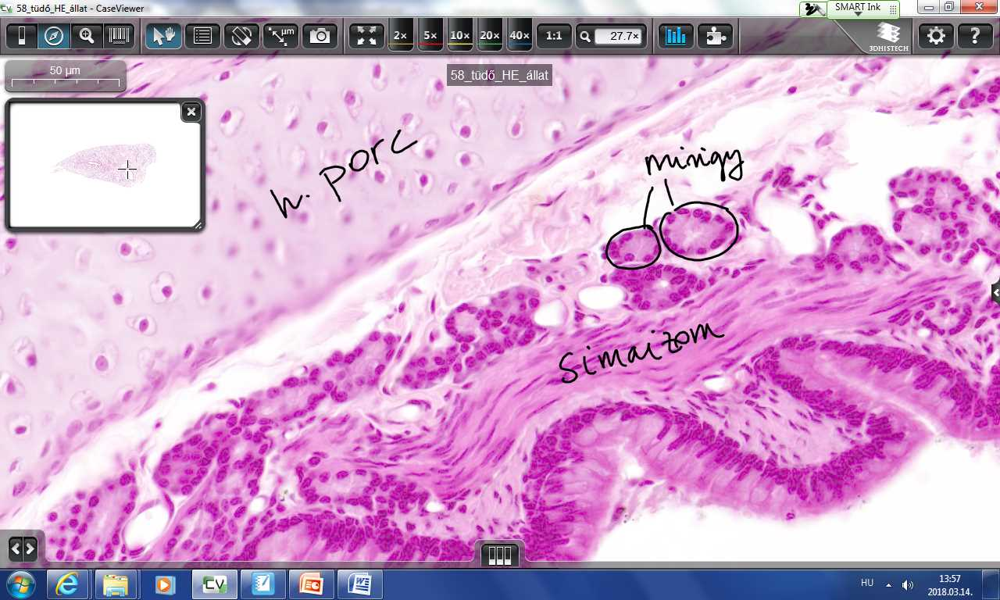 58_tüdő_HE_állat - CaseViewer
SMART Ink
2×
5×
10×
20×
40×
1:1
27.7×
3DHISTECH
50 µm
58_tüdő_HE_állat
h. porc
mirigy
simaizom
HU
13:57
2018.03.14.